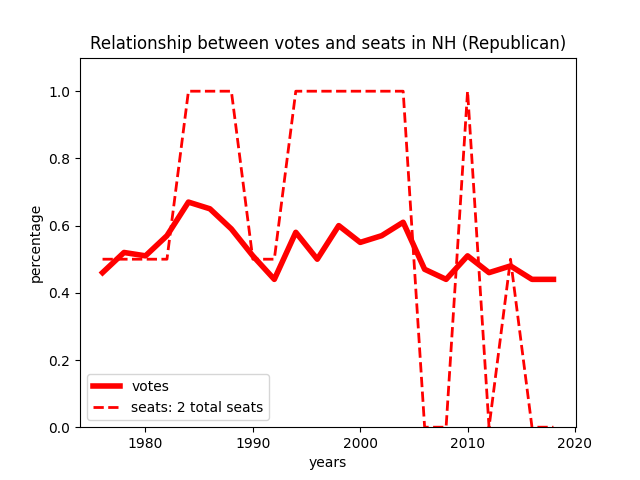 Relationship between votes and seats in NH (Republican)
percentage
1.0
0.8
0.6
0.4
0.2
0.0
votes
seats: 2 total seats
1980 1990 2000 2010 2020
years